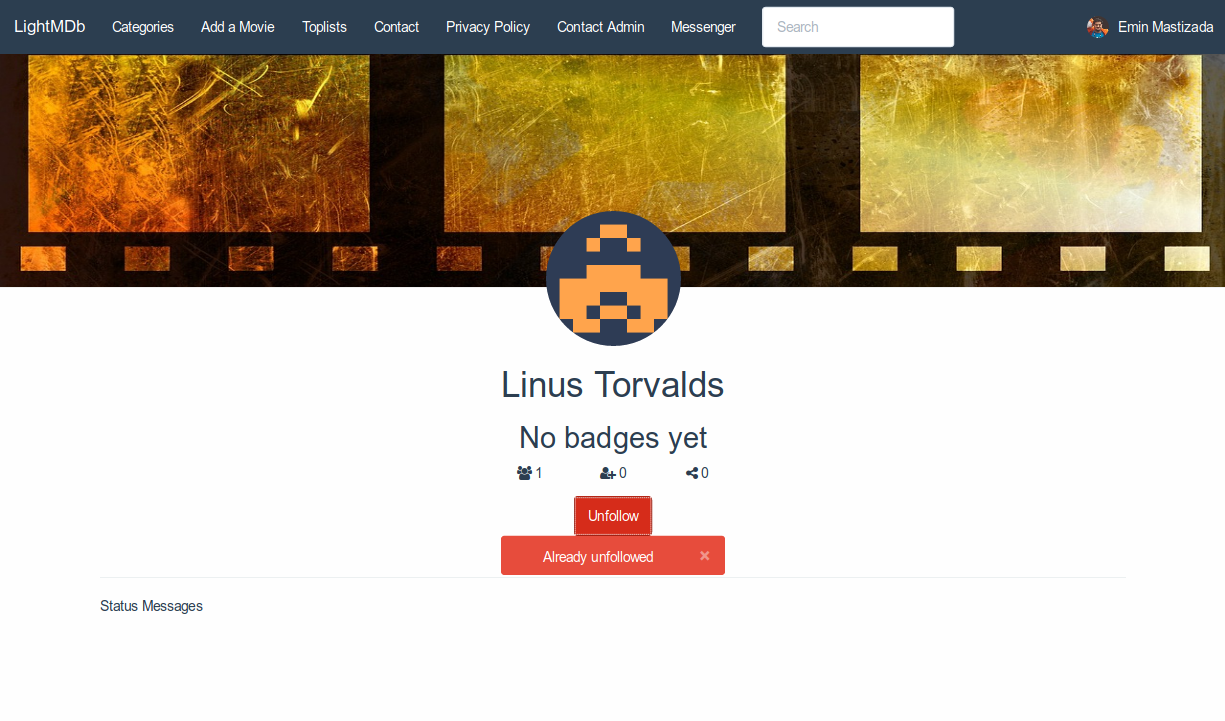 LightMDb Categories Add a Movie Toplists Contact Privacy Policy Contact Admin Messenger Search Emin Mastizada
Linus Torvalds
No badges yet
1 0 0
Unfollow
Already unfollowed ×
Status Messages